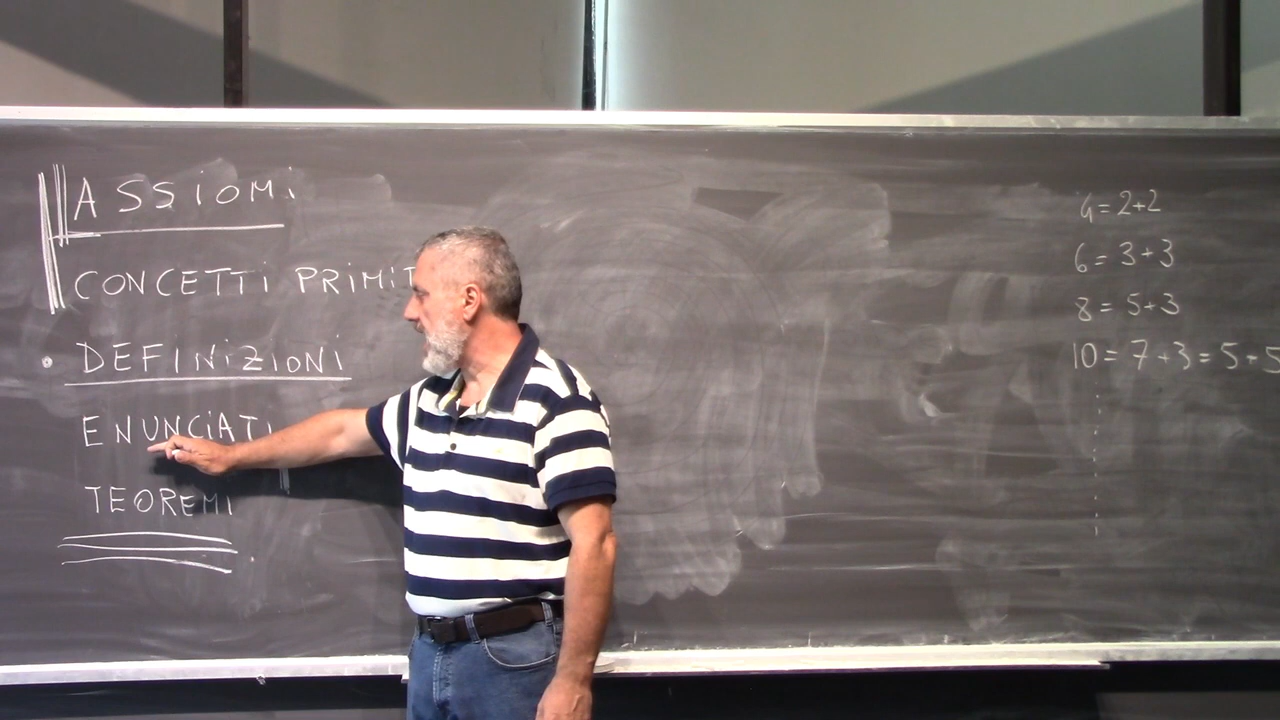 ASSIOMI
CONCETTI PRIMIT
DEFINIZIONI
ENUNCIATI
TEOREMI
4 = 2+2
6 = 3+3
8 = 5+3
10 = 7+3 = 5+5